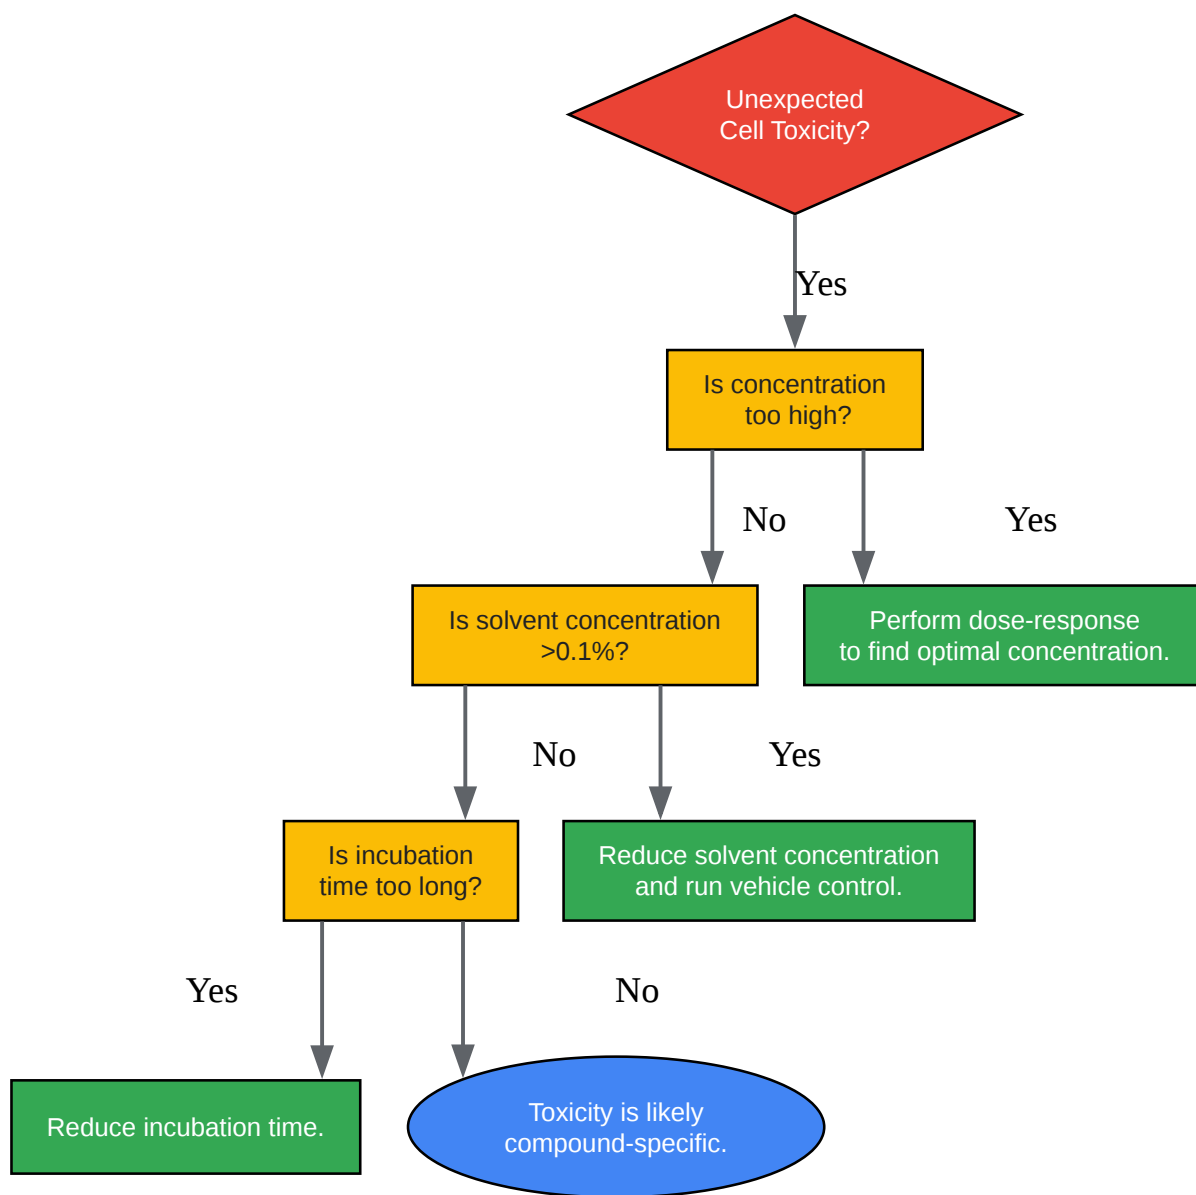 Unexpected
Cell Toxicity?
Yes
Is concentration
too high?
No
Yes
Is solvent concentration
>0.1%?
Perform dose-response
to find optimal concentration.
No
Yes
Is incubation
time too long?
Reduce solvent concentration
and run vehicle control.
Yes
No
Reduce incubation time.
Toxicity is likely
compound-specific.